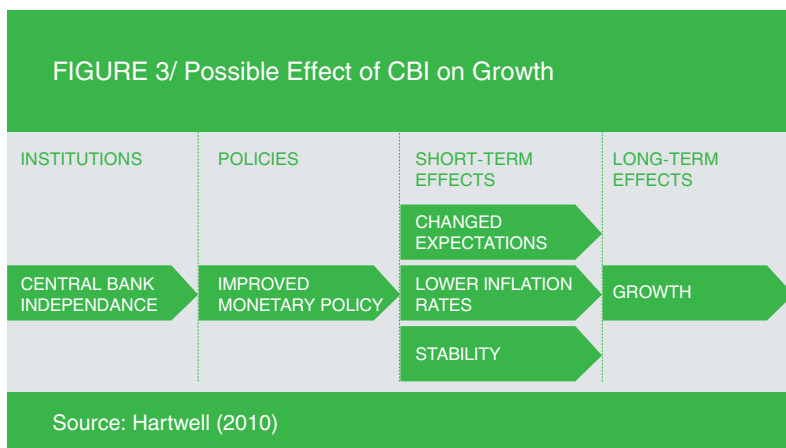 FIGURE 3/ Possible Effect of CBI on Growth
INSTITUTIONS
POLICIES
SHORT-TERM
EFFECTS
LONG-TERM
EFFECTS
CENTRAL BANK
INDEPENDANCE
IMPROVED
MONETARY POLICY
CHANGED
EXPECTATIONS
LOWER INFLATION
RATES
STABILITY
GROWTH
Source: Hartwell (2010)